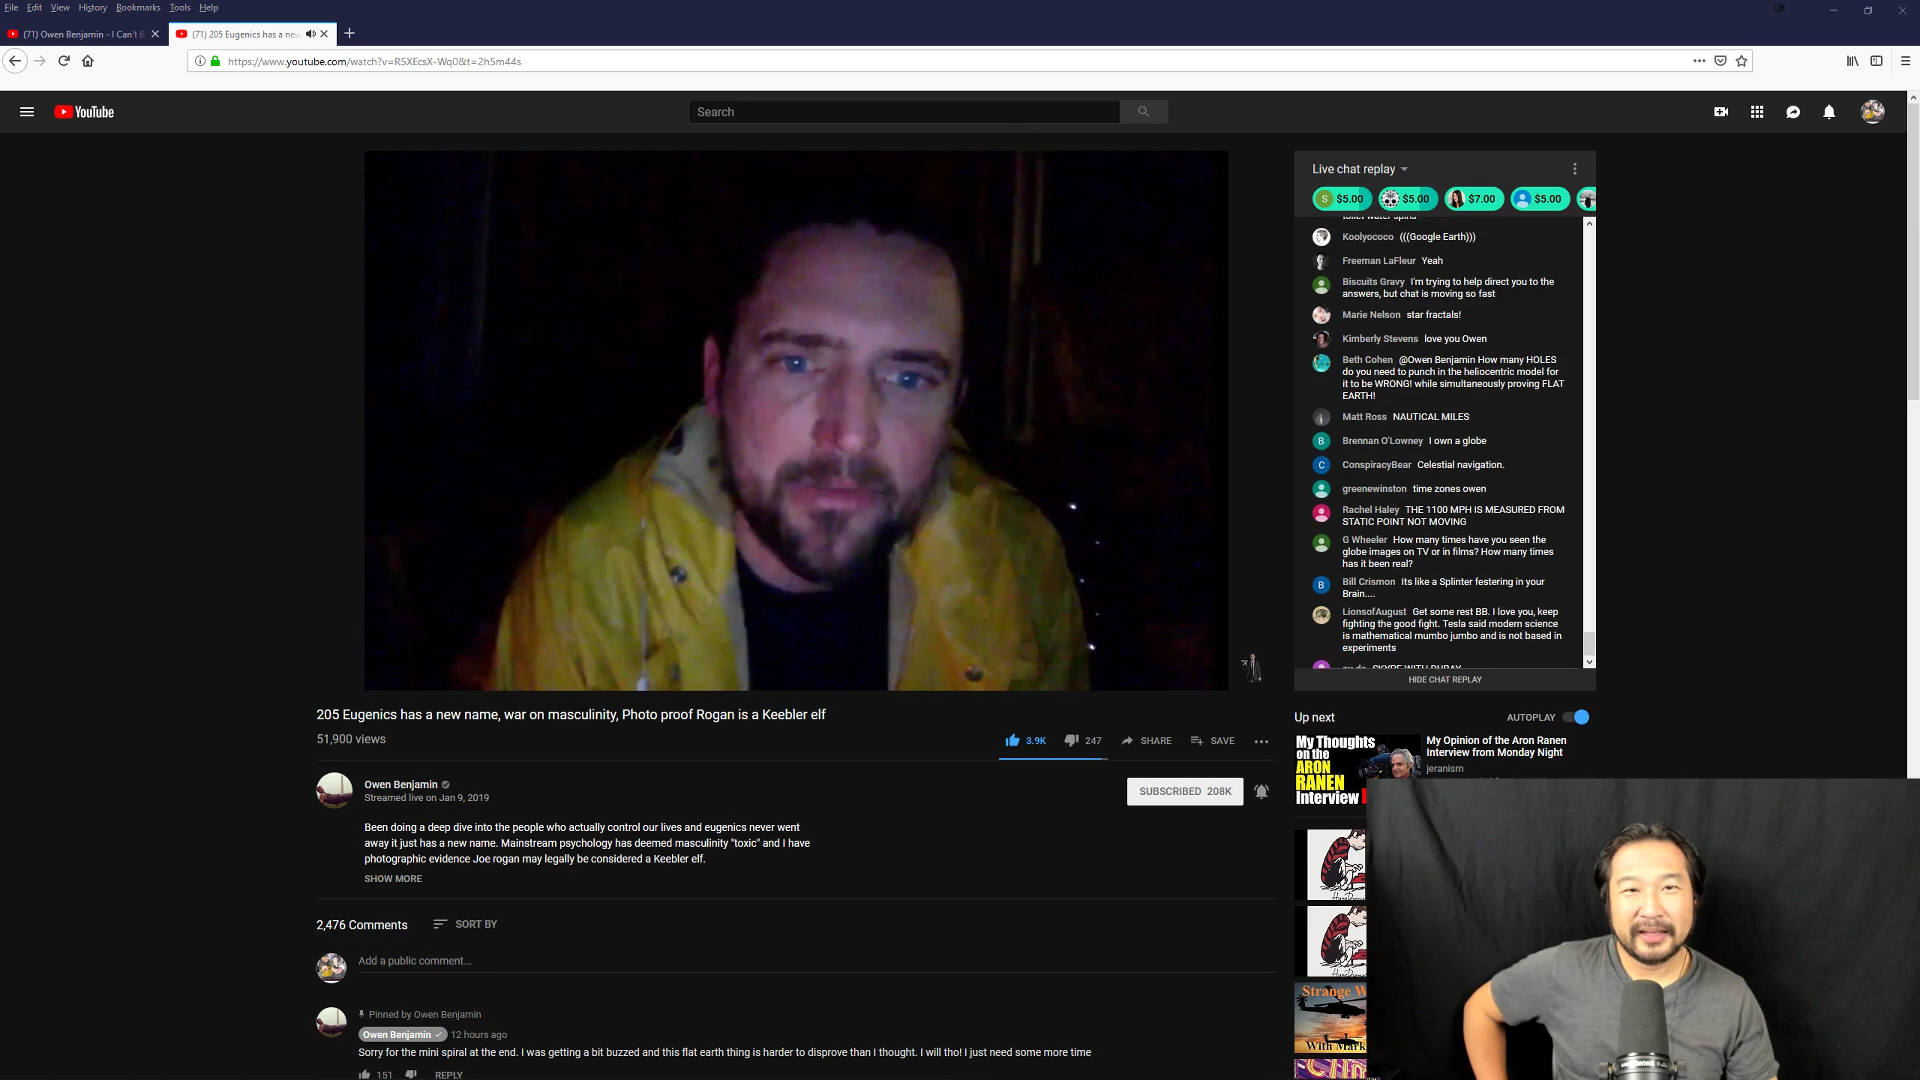 File Edit View History Bookmarks Tools Help
(71) Owen Benjamin - I Can't B
(71) 205 Eugenics has a new
https://www.youtube.com/watch?v=R5XEcsX-Wq0&t=2h5m44s
YouTube
Search
Live chat replay
S $5.00 $5.00 $7.00 $5.00
toilet water spins
Koolyococo (((Google Earth)))
Freeman LaFleur Yeah
Biscuits Gravy I'm trying to help direct you to the
answers, but chat is moving so fast
Marie Nelson star fractals!
Kimberly Stevens love you Owen
Beth Cohen @Owen Benjamin How many HOLES
do you need to punch in the heliocentric model for
it to be WRONG! while simultaneously proving FLAT
EARTH!
Matt Ross NAUTICAL MILES
B Brennan O'Lowney I own a globe
C ConspiracyBear Celestial navigation.
greenewinston time zones owen
Rachel Haley THE 1100 MPH IS MEASURED FROM
STATIC POINT NOT MOVING
G Wheeler How many times have you seen the
globe images on TV or in films? How many times
has it been real?
B Bill Crismon Its like a Splinter festering in your
Brain....
LionsofAugust Get some rest BB. I love you, keep
fighting the good fight. Tesla said modern science
is mathematical mumbo jumbo and is not based in
experiments
SKYPE WITH DUBAY
HIDE CHAT REPLAY
205 Eugenics has a new name, war on masculinity, Photo proof Rogan is a Keebler elf
51,900 views
3.9K 247 SHARE SAVE
Owen Benjamin
Streamed live on Jan 9, 2019
SUBSCRIBED 208K
Been doing a deep dive into the people who actually control our lives and eugenics never went
away it just has a new name. Mainstream psychology has deemed masculinity "toxic" and I have
photographic evidence Joe rogan may legally be considered a Keebler elf.
SHOW MORE
2,476 Comments SORT BY
Add a public comment...
Pinned by Owen Benjamin
Owen Benjamin 12 hours ago
Sorry for the mini spiral at the end. I was getting a bit buzzed and this flat earth thing is harder to disprove than I thought. I will tho! I just need some more time
151 REPLY
Up next
AUTOPLAY
My Thoughts
on the
ARON
RANEN
Interview
My Opinion of the Aron Ranen
Interview from Monday Night
jeranism
Strange W
With Mark